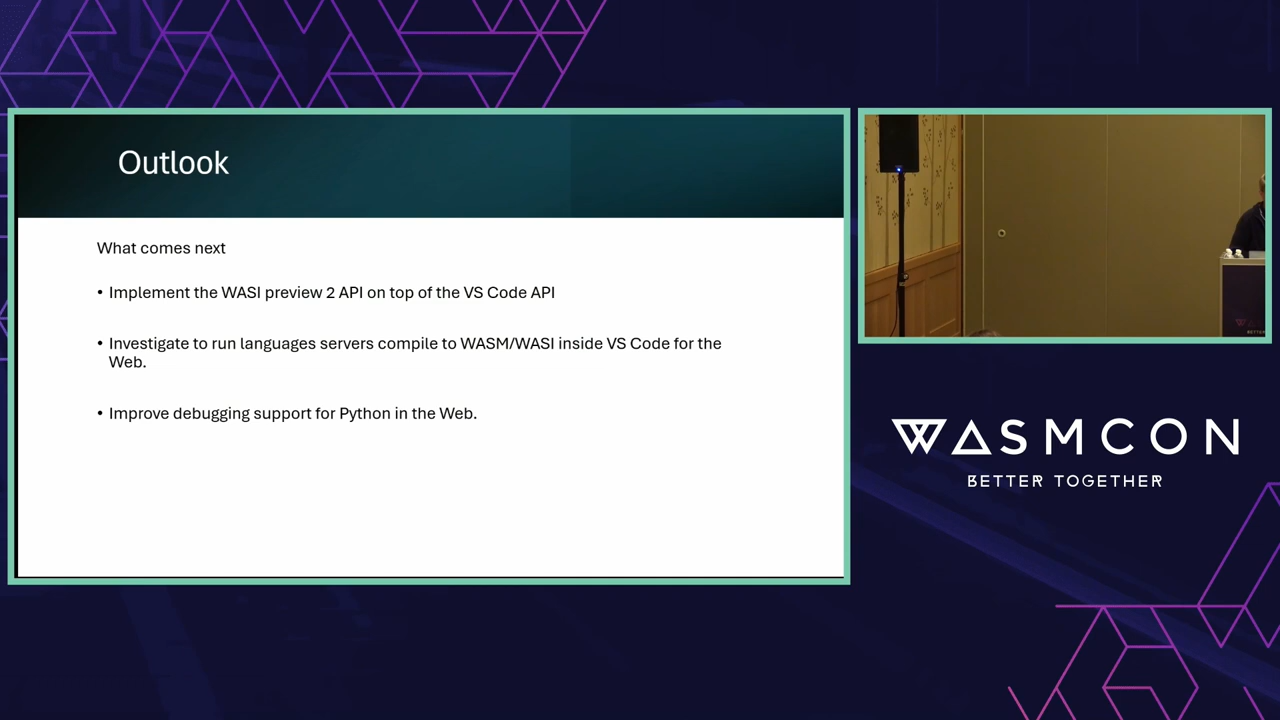 Outlook
What comes next
• Implement the WASI preview 2 API on top of the VS Code API
• Investigate to run languages servers compile to WASM/WASI inside VS Code for the
Web.
• Improve debugging support for Python in the Web.
WASMCON
BETTER TOGETHER